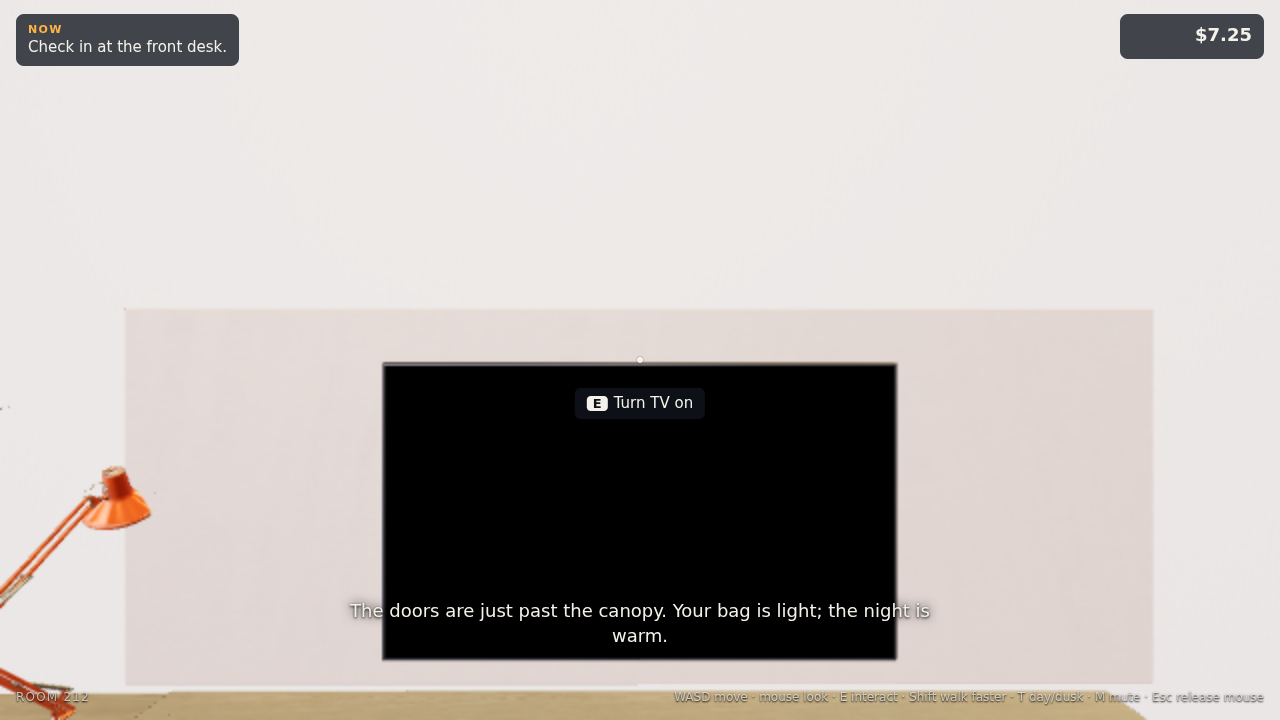 NOW
Check in at the front desk.
$7.25
E Turn TV on
The doors are just past the canopy. Your bag is light; the night is
warm.
ROOM 212
WASD move · mouse look · E interact · Shift walk faster · T day/dusk · M mute · Esc release mouse